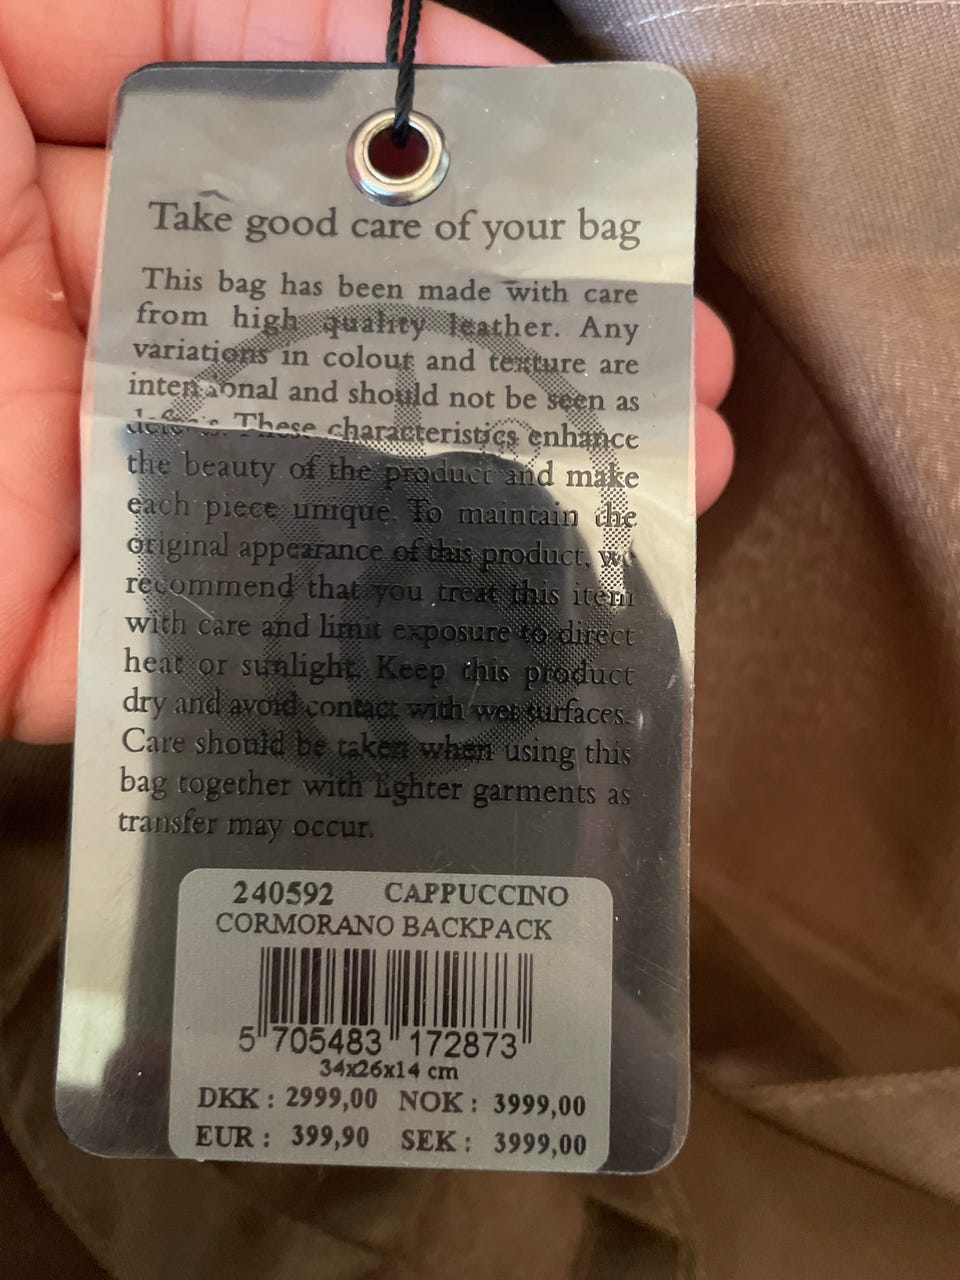 Take good care of your bag
This bag has been made with care
from high quality leather. Any
variations in colour and texture are
intentional and should not be seen as
defects. These characteristics enhance
the beauty of the product and make
each piece unique. To maintain the
original appearance of this product, we
recommend that you treat this item
with care and limit exposure to direct
heat or sunlight. Keep this product
dry and avoid contact with wet surfaces.
Care should be taken when using this
bag together with lighter garments as
transfer may occur.
240592 CAPPUCCINO
CORMORANO BACKPACK
5 705483 172873
34x26x14 cm
DKK : 2999,00 NOK : 3999,00
EUR : 399,90 SEK : 3999,00